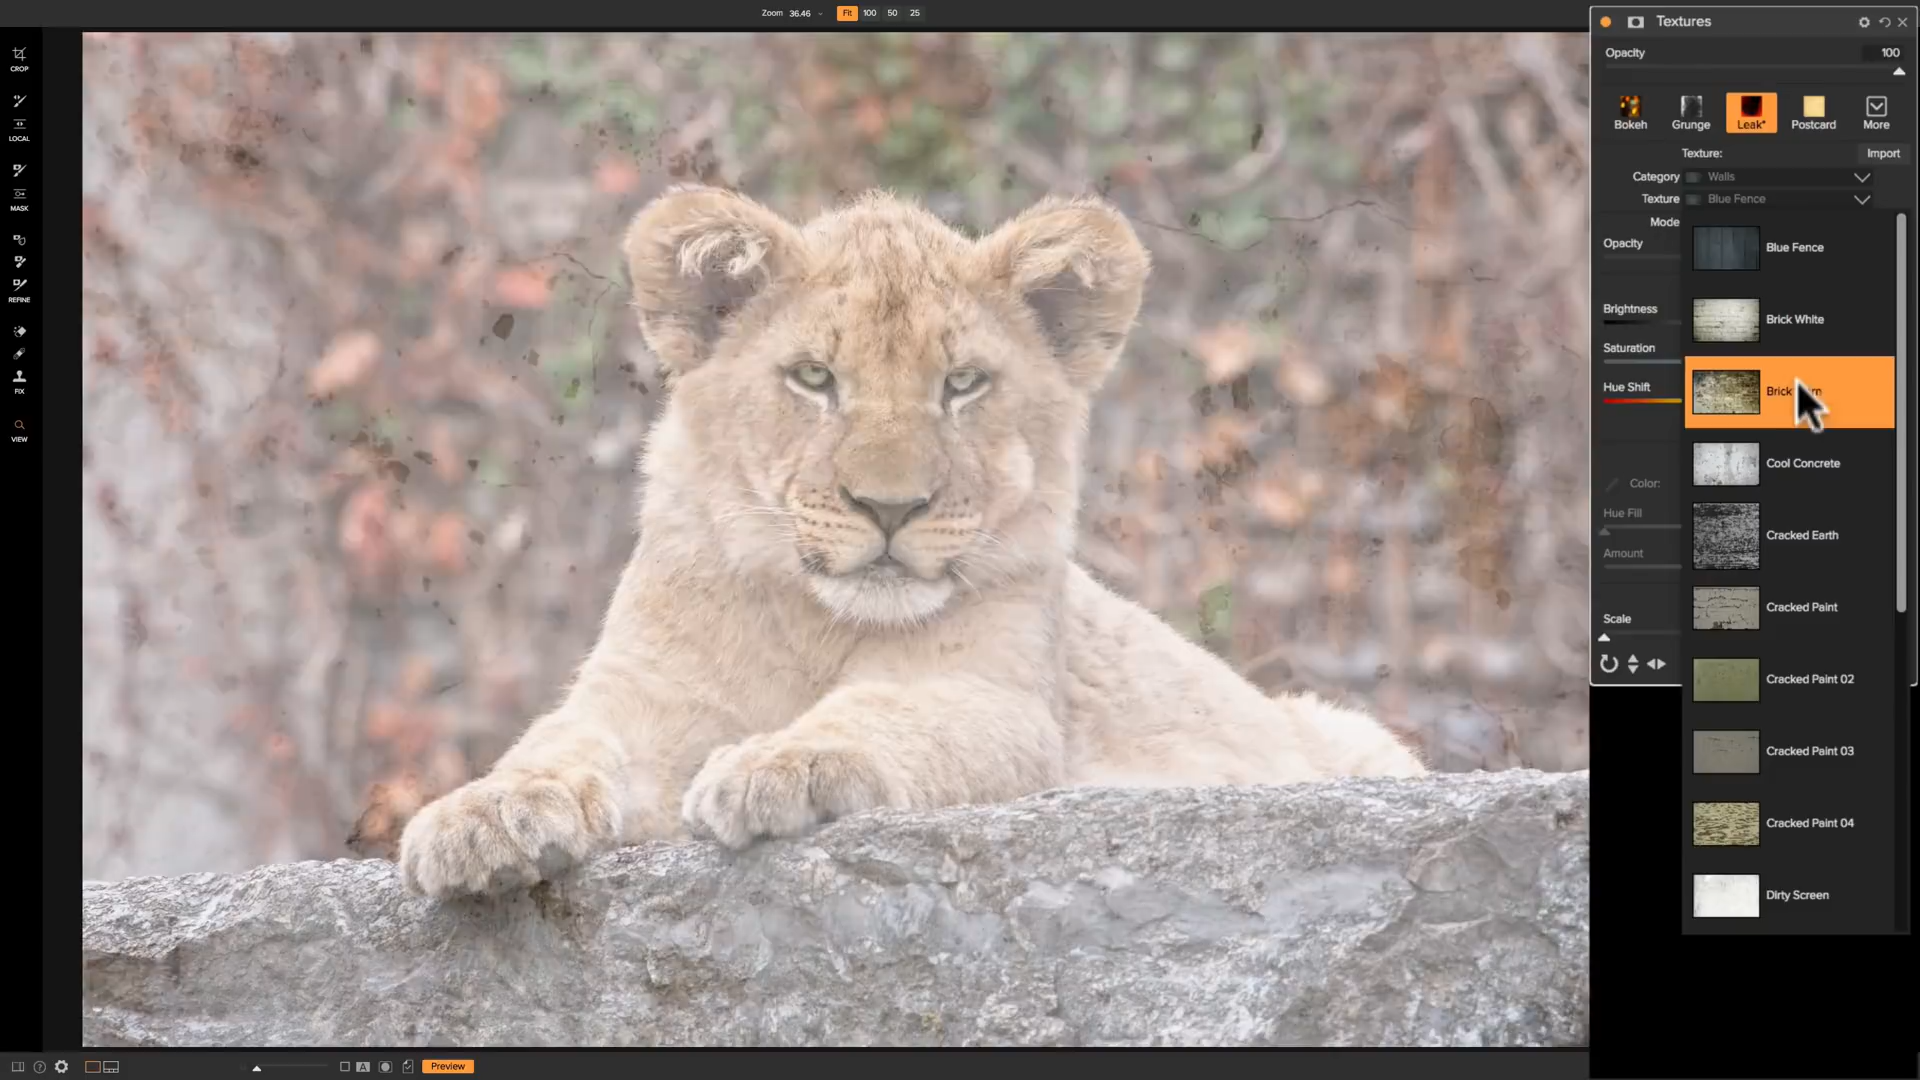 Zoom 36.46 Fit 100 50 25
Textures
Opacity 100
Bokeh Grunge Leak* Postcard More
Texture: Import
Category Walls
Texture Blue Fence
Mode
Opacity
Brightness
Saturation
Hue Shift
Color:
Hue Fill
Amount
Scale
Blue Fence
Brick White
Brick
Cool Concrete
Cracked Earth
Cracked Paint
Cracked Paint 02
Cracked Paint 03
Cracked Paint 04
Dirty Screen
CROP
LOCAL
MASK
REFINE
FIX
VIEW
? A Preview